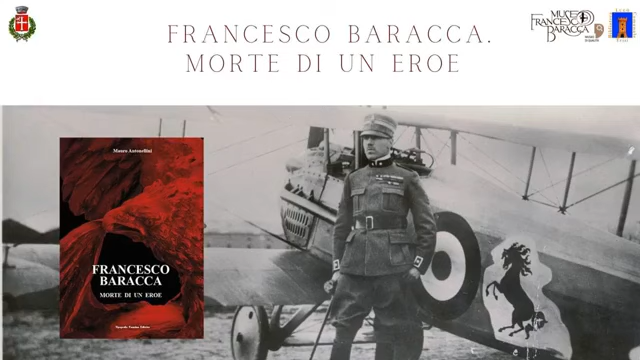 FRANCESCO BARACCA.
MORTE DI UN EROE
MUSEO
FRANCESCO
BARACCA
Mauro Antonellini
FRANCESCO
BARACCA
MORTE DI UN EROE